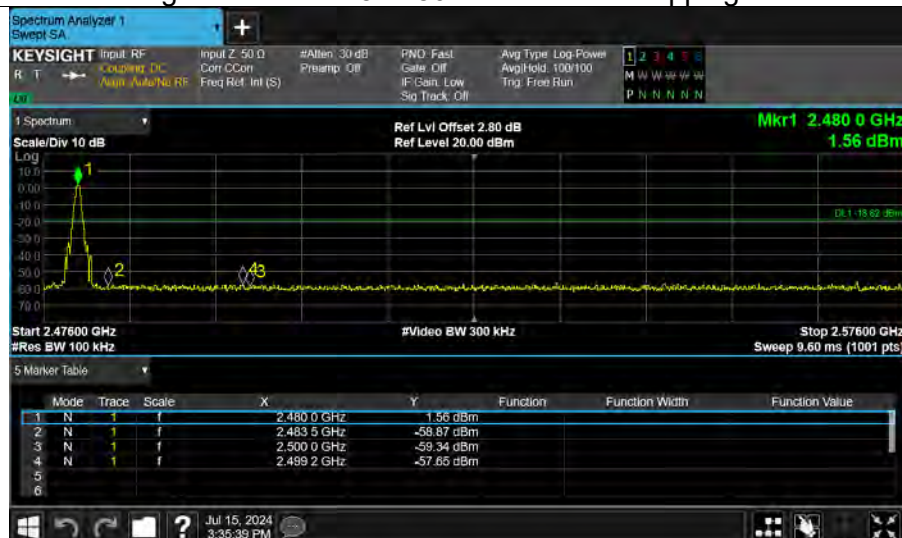 Spectrum Analyzer 1
Swept SA
+
KEYSIGHT Input: RF
R T
Coupling: DC
Align: Auto/No RF
Input Z: 50 Ω
Corr CCorr
Freq Ref: Int (S)
#Atten: 30 dB
Preamp: Off
PNO: Fast
Gate: Off
IF Gain: Low
Sig Track: Off
Avg Type: Log-Power
Avg|Hold: 100/100
Trig: Free Run
1 2 3 4 5 6
M W W W W W
P N N N N N
1 Spectrum
Scale/Div 10 dB
Ref Lvl Offset 2.80 dB
Ref Level 20.00 dBm
Mkr1 2.480 0 GHz
1.56 dBm
Log
10.0
0.00
-10.0
-20.0
-30.0
-40.0
-50.0
-60.0
-70.0
1
2
43
DL1 -18.62 dBm
Start 2.47600 GHz
#Res BW 100 kHz
#Video BW 300 kHz
Stop 2.57600 GHz
Sweep 9.60 ms (1001 pts)
5 Marker Table
Mode Trace Scale X Y Function Function Width Function Value
1 N 1 f 2.480 0 GHz 1.56 dBm
2 N 1 f 2.483 5 GHz -58.87 dBm
3 N 1 f 2.500 0 GHz -59.34 dBm
4 N 1 f 2.499 2 GHz -57.65 dBm
5
6
?
Jul 15, 2024
3:35:39 PM